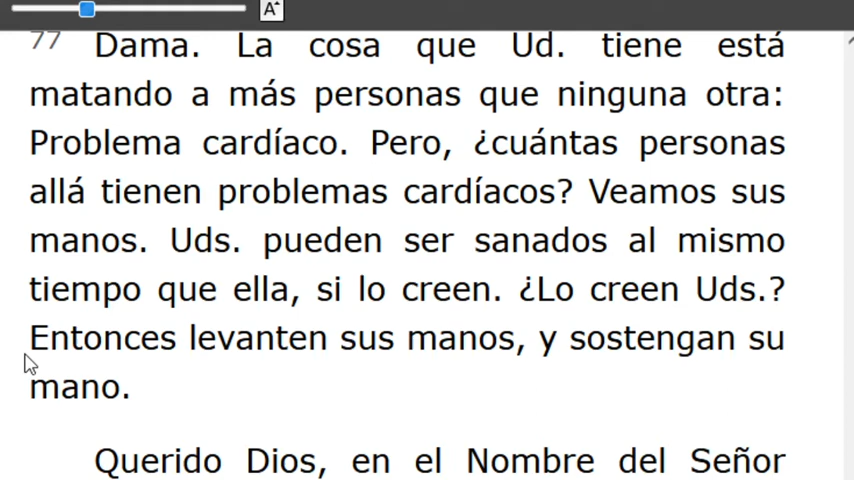 A
77 Dama. La cosa que Ud. tiene está
matando a más personas que ninguna otra:
Problema cardíaco. Pero, ¿cuántas personas
allá tienen problemas cardíacos? Veamos sus
manos. Uds. pueden ser sanados al mismo
tiempo que ella, si lo creen. ¿Lo creen Uds.?
Entonces levanten sus manos, y sostengan su
mano.
Querido Dios, en el Nombre del Señor